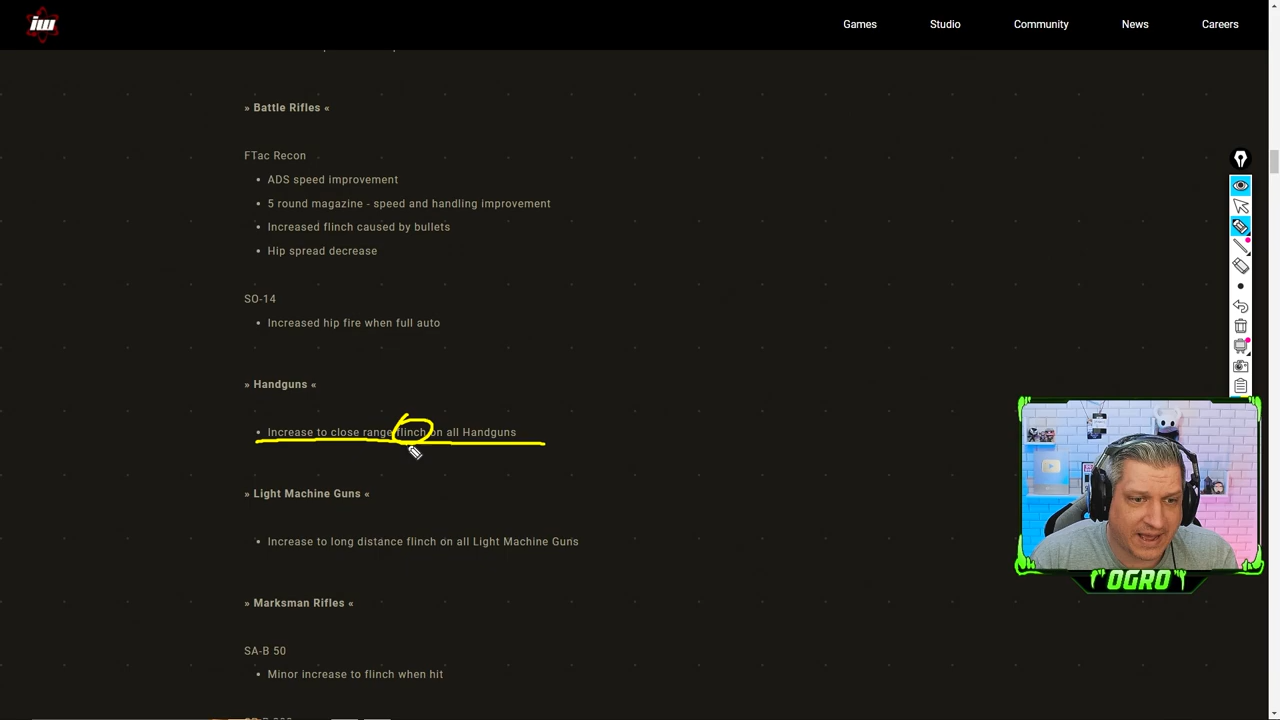 iw
Games
Studio
Community
News
Careers
» Battle Rifles «
FTac Recon
• ADS speed improvement
• 5 round magazine - speed and handling improvement
• Increased flinch caused by bullets
• Hip spread decrease
SO-14
• Increased hip fire when full auto
» Handguns «
• Increase to close range flinch on all Handguns
» Light Machine Guns «
• Increase to long distance flinch on all Light Machine Guns
» Marksman Rifles «
SA-B 50
• Minor increase to flinch when hit
OGRO